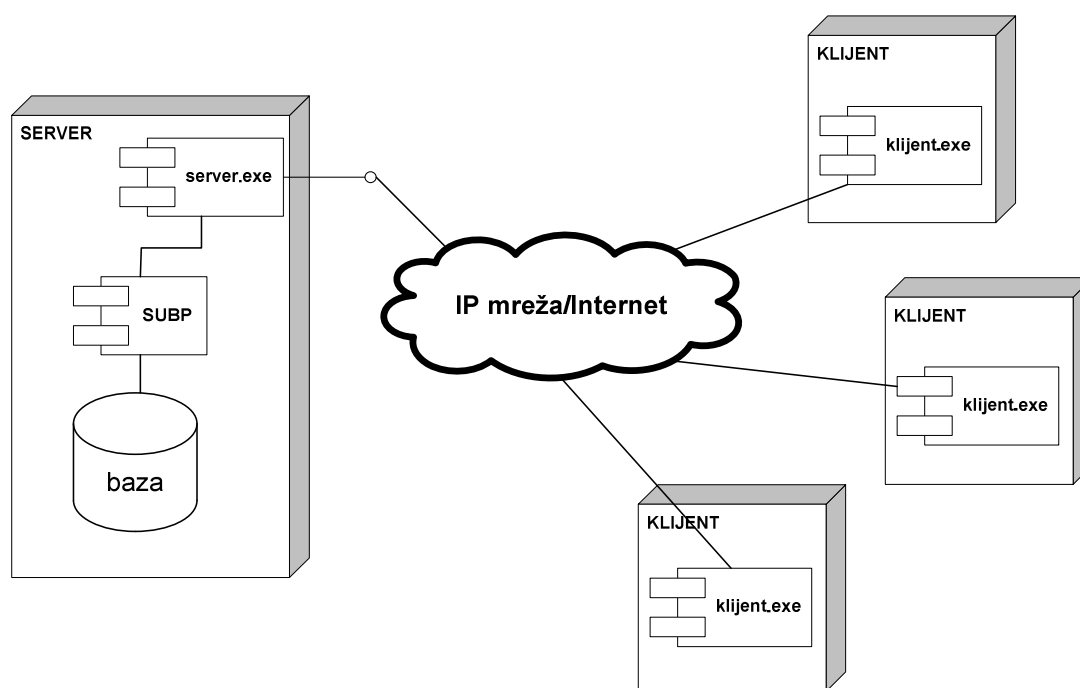 SERVER
server.exe
SUBP
baza
IP mreža/Internet
KLIJENT
klijent.exe
KLIJENT
klijent.exe
KLIJENT
klijent.exe